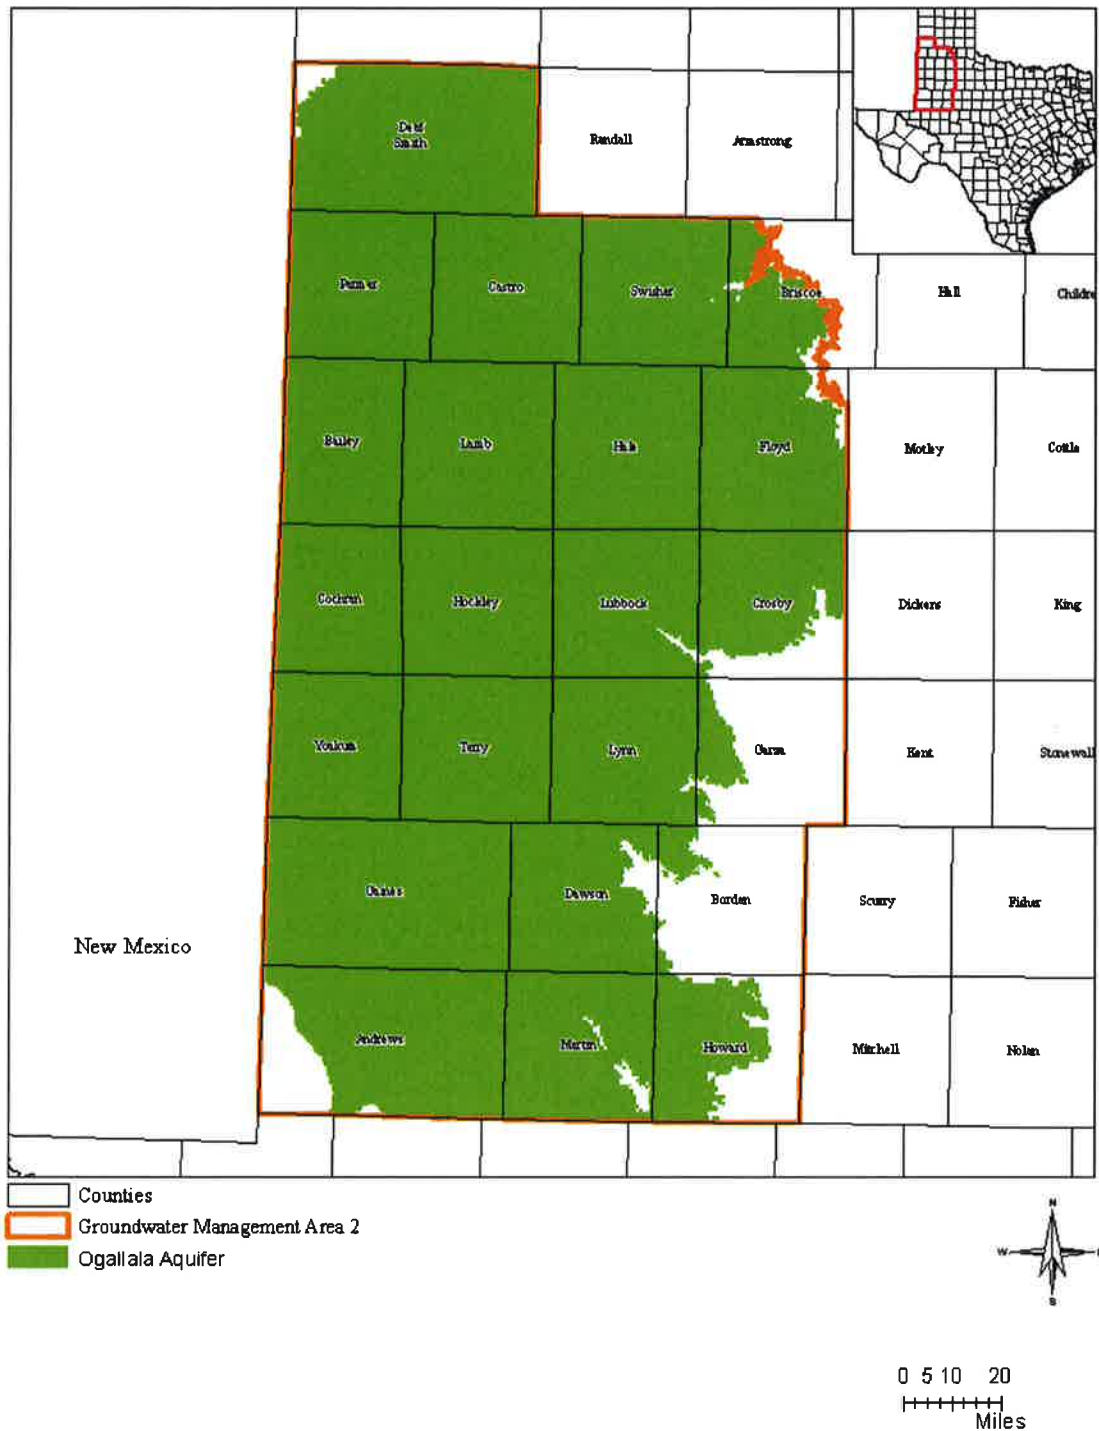 Deaf
Smith
Randall
Armstrong
Parmer
Castro
Swisher
Briscoe
Hall
Childre
Bailey
Lamb
Hale
Floyd
Motley
Cottle
Cochran
Hockley
Lubbock
Crosby
Dickens
King
Yoakum
Terry
Lynn
Garza
Kent
Stonewall
Gaines
Dawson
Borden
Scurry
Fisher
New Mexico
Andrews
Martin
Howard
Mitchell
Nolan
Counties
Groundwater Management Area 2
Ogallala Aquifer
N
W
S
0 5 10 20
Miles